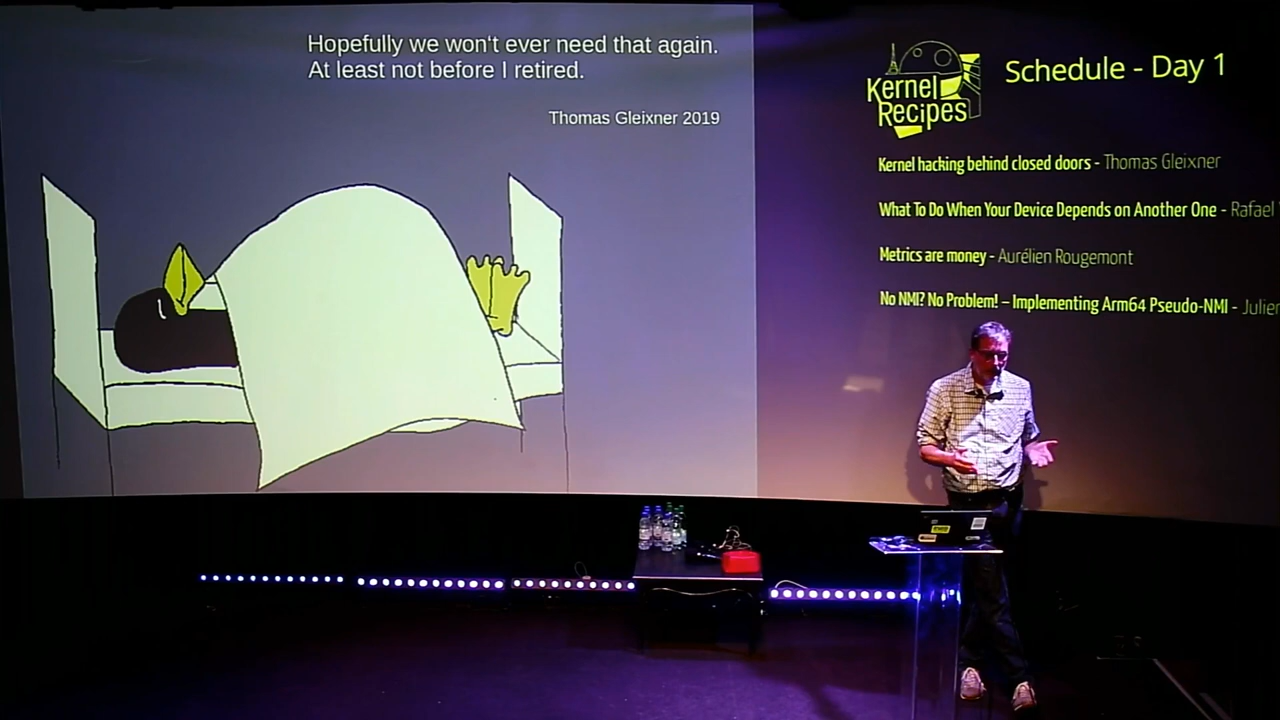 Hopefully we won't ever need that again.
At least not before I retired.
Thomas Gleixner 2019
Kernel
Recipes
Schedule - Day 1
Kernel hacking behind closed doors - Thomas Gleixner
What To Do When Your Device Depends on Another One - Rafael
Metrics are money - Aurélien Rougemont
No NMI? No Problem! – Implementing Arm64 Pseudo-NMI - Julien